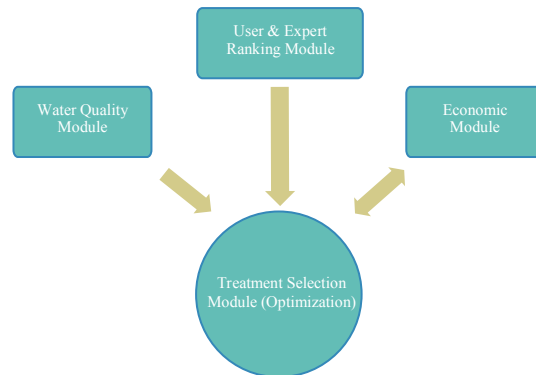 User & Expert
Ranking Module
Water Quality
Module
Economic
Module
Treatment Selection
Module (Optimization)